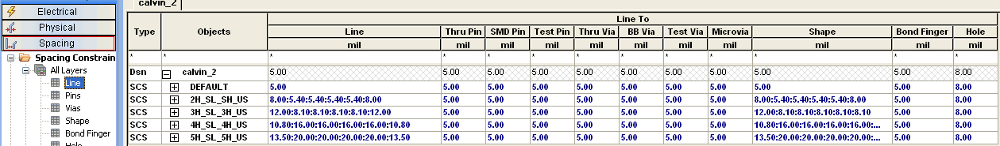 calvin_2
Electrical
Physical
Spacing
Spacing Constrain
All Layers
Line
Pins
Vias
Shape
Bond Finger
Hole
Line To
Type Objects Line Thru Pin SMD Pin Test Pin Thru Via BB Via Test Via Microvia Shape Bond Finger Hole
mil mil mil mil mil mil mil mil mil mil mil
* * * * * * * * * * * * *
Dsn calvin_2 5.00 5.00 5.00 5.00 5.00 5.00 5.00 5.00 5.00 5.00 8.00
SCS DEFAULT 5.00 5.00 5.00 5.00 5.00 5.00 5.00 5.00 5.00 5.00 8.00
SCS 2H_SL_SH_US 8.00:5.40:5.40:5.40:5.40:8.00 5.00 5.00 5.00 5.00 5.00 5.00 5.00 8.00:5.40:5.40:5.40:5.40:8.00 5.00 8.00
SCS 3H_SL_3H_US 12.00:8.10:8.10:8.10:8.10:12.00 5.00 5.00 5.00 5.00 5.00 5.00 5.00 12.00:8.10:8.10:8.10:8.10:8.10 5.00 8.00
SCS 4H_SL_4H_US 10.80:16.00:16.00:16.00:16.00:10.80 5.00 5.00 5.00 5.00 5.00 5.00 5.00 10.80:16.00:16.00:16.00:16.00:... 5.00 8.00
SCS 5H_SL_5H_US 13.50:20.00:20.00:20.00:20.00:13.50 5.00 5.00 5.00 5.00 5.00 5.00 5.00 13.50:20.00:20.00:20.00:20.00:... 5.00 8.00